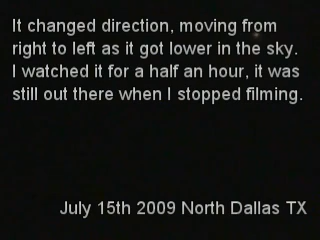 It changed direction, moving from
right to left as it got lower in the sky.
I watched it for a half an hour, it was
still out there when I stopped filming.
July 15th 2009 North Dallas TX